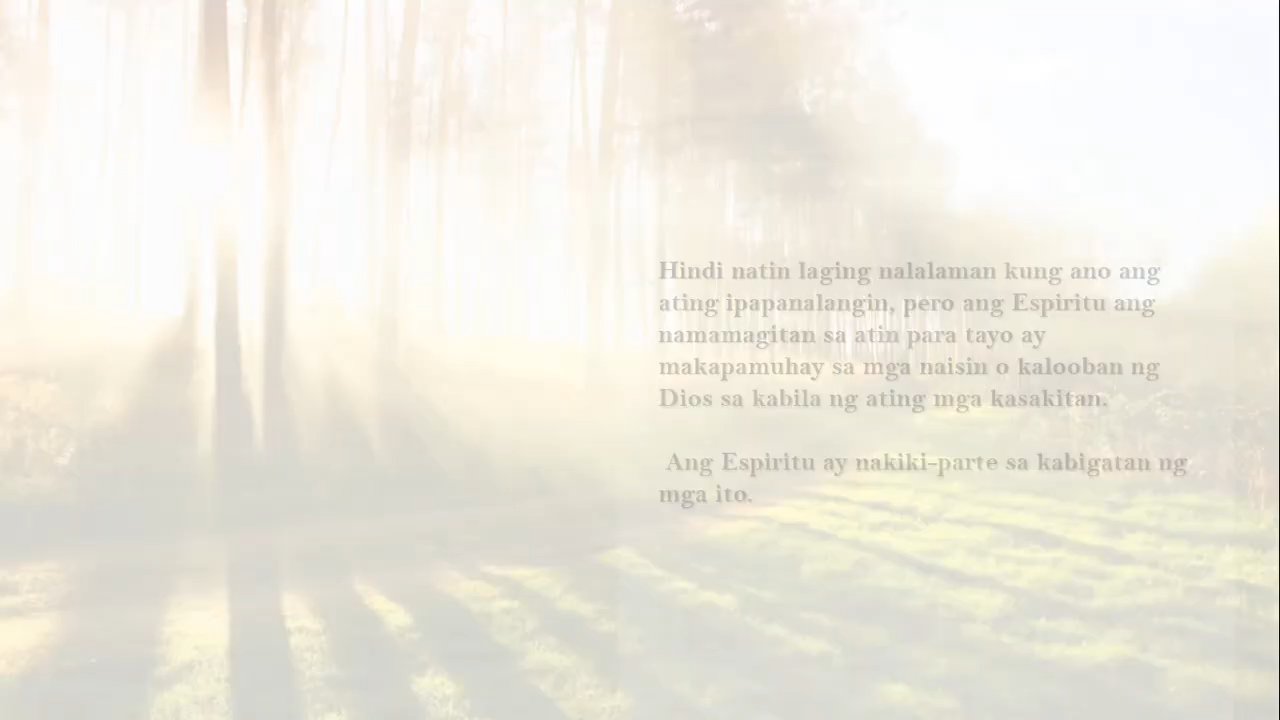 Hindi natin laging nalalaman kung ano ang
ating ipapanalangin, pero ang Espiritu ang
namamagitan sa atin para tayo ay
makapamuhay sa mga naisin o kalooban ng
Dios sa kabila ng ating mga kasakitan.
Ang Espiritu ay nakiki-parte sa kabigatan ng
mga ito.